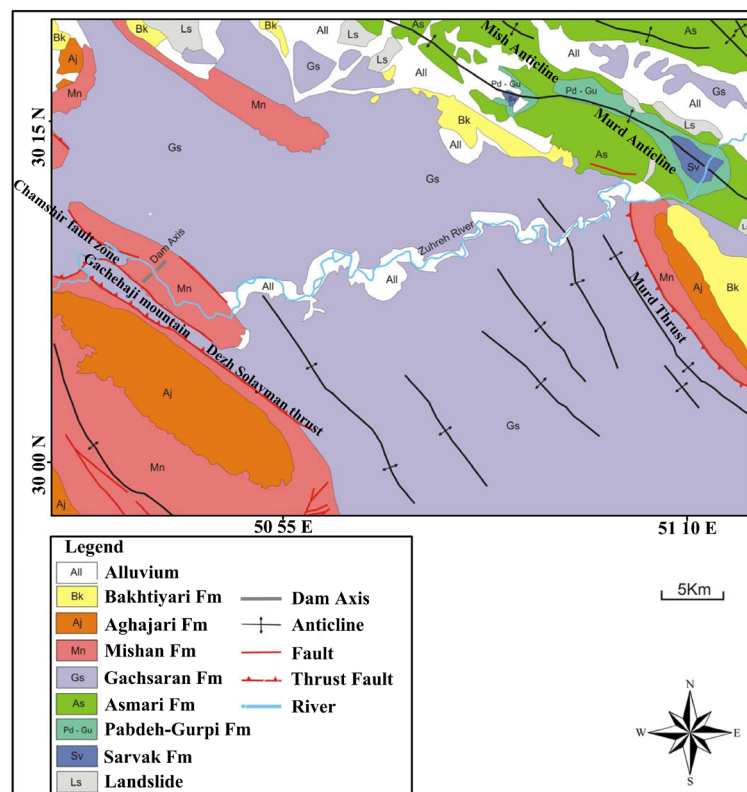 Bk
Bk
Ls
Bk
All
Ls
As
Mish Anticline
As
Aj
Gs
Ls
All
All
Gs
Mn
Mn
Pd - Gu
Sv
Pd - Gu
Ls
30 15 N
Bk
Murd Anticline
All
Gs
As
Sv
Gs
Chamshir fault zone
Dam Axis
Zuhreh River
Mn
Gachehaji mountain
Mn
All
All
Aj
Bk
Murd Thrust
Dezh Solayman thrust
Aj
Gs
30 00 N
Mn
Aj
50 55 E
51 10 E
Legend
All Alluvium
Bk Bakhtiyari Fm
Aj Aghajari Fm
Mn Mishan Fm
Gs Gachsaran Fm
As Asmari Fm
Pd - Gu Pabdeh-Gurpi Fm
Sv Sarvak Fm
Ls Landslide
Dam Axis
Anticline
Fault
Thrust Fault
River
5Km
N
W
E
S